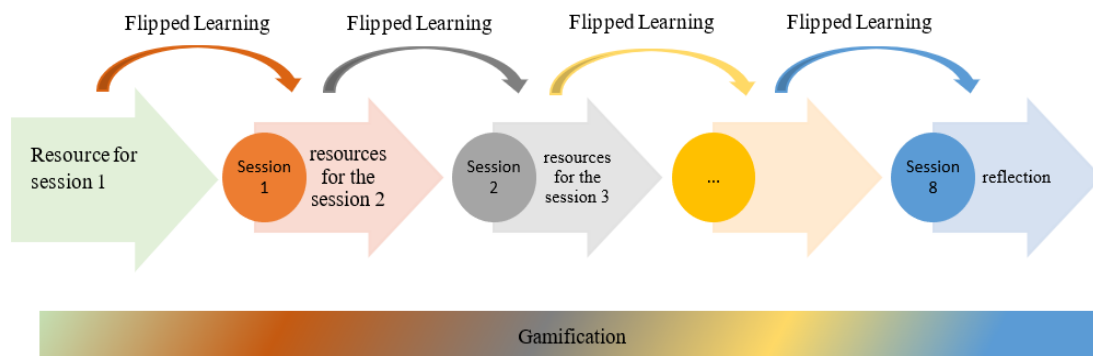 Flipped Learning
Flipped Learning
Flipped Learning
Flipped Learning
Resource for
session 1
Session
1
resources
for the
session 2
Session
2
resources
for the
session 3
...
Session
8
reflection
Gamification